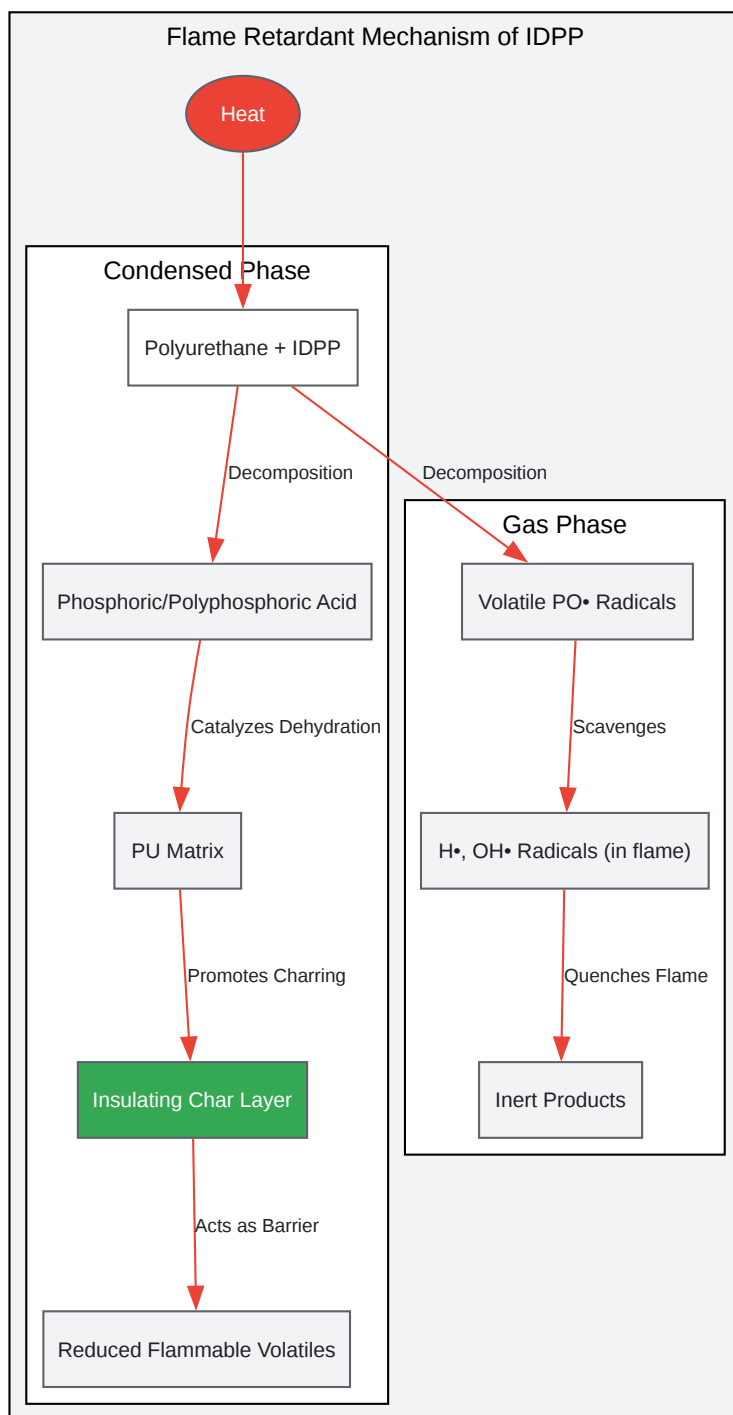 Flame Retardant Mechanism of IDPP
Heat
Condensed Phase
Polyurethane + IDPP
Decomposition
Decomposition
Gas Phase
Phosphoric/Polyphosphoric Acid
Volatile PO• Radicals
Catalyzes Dehydration
Scavenges
PU Matrix
H•, OH• Radicals (in flame)
Promotes Charring
Quenches Flame
Insulating Char Layer
Inert Products
Acts as Barrier
Reduced Flammable Volatiles